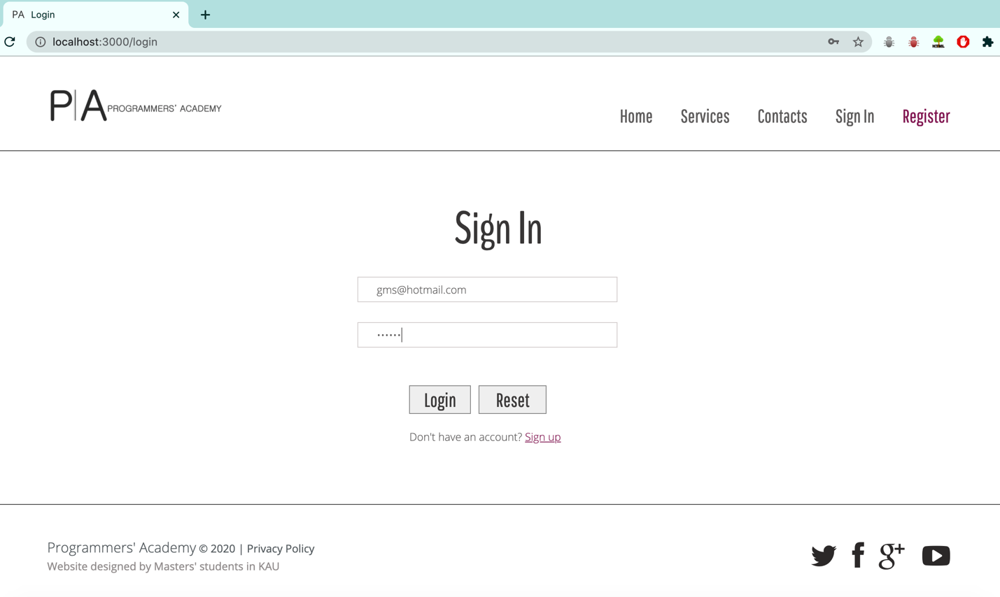 PA Login
localhost:3000/login
HTML
P|A PROGRAMMERS' ACADEMY
Home Services Contacts Sign In Register
Sign In
gms@hotmail.com
······
Login Reset
Don't have an account? Sign up
Programmers' Academy © 2020 | Privacy Policy
Website designed by Masters' students in KAU